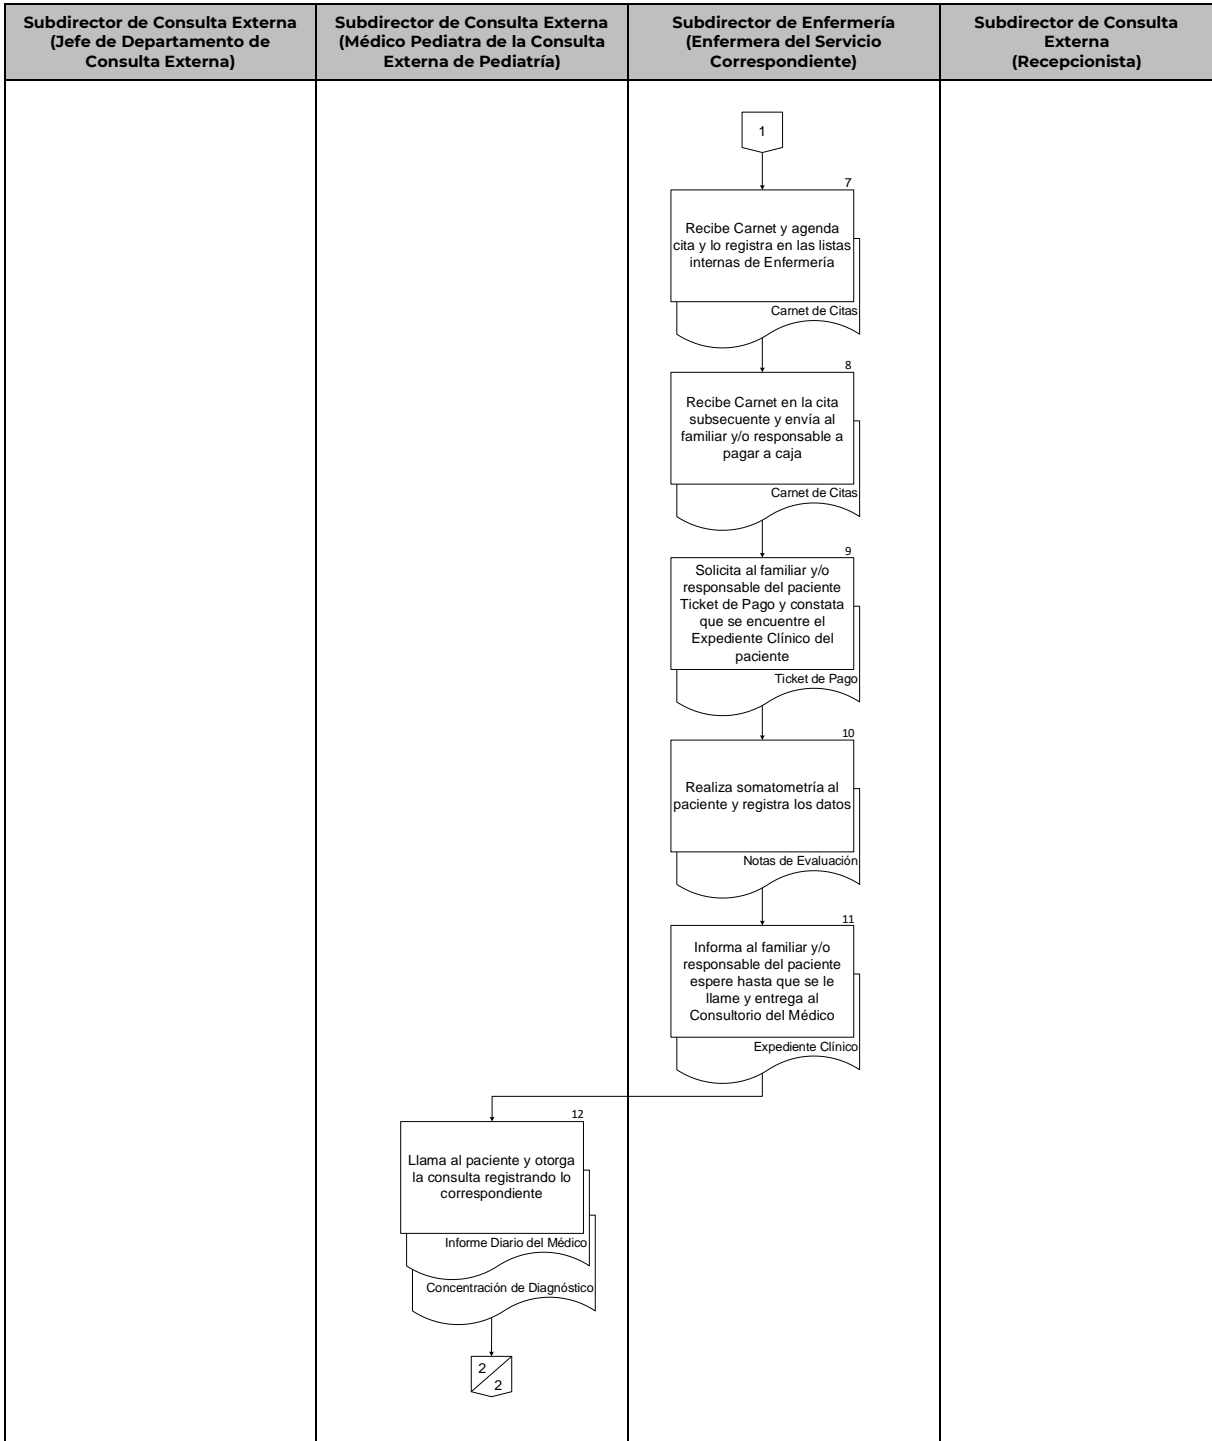 Subdirector de Consulta Externa
(Jefe de Departamento de
Consulta Externa)
Subdirector de Consulta Externa
(Médico Pediatra de la Consulta
Externa de Pediatría)
Subdirector de Enfermería
(Enfermera del Servicio
Correspondiente)
Subdirector de Consulta
Externa
(Recepcionista)
1
7
Recibe Carnet y agenda
cita y lo registra en las listas
internas de Enfermería
Carnet de Citas
8
Recibe Carnet en la cita
subsecuente y envía al
familiar y/o responsable a
pagar a caja
Carnet de Citas
9
Solicita al familiar y/o
responsable del paciente
Ticket de Pago y constata
que se encuentre el
Expediente Clínico del
paciente
Ticket de Pago
10
Realiza somatometría al
paciente y registra los datos
Notas de Evaluación
11
Informa al familiar y/o
responsable del paciente
espere hasta que se le
llame y entrega al
Consultorio del Médico
Expediente Clínico
12
Llama al paciente y otorga
la consulta registrando lo
correspondiente
Informe Diario del Médico
Concentración de Diagnóstico
2
2